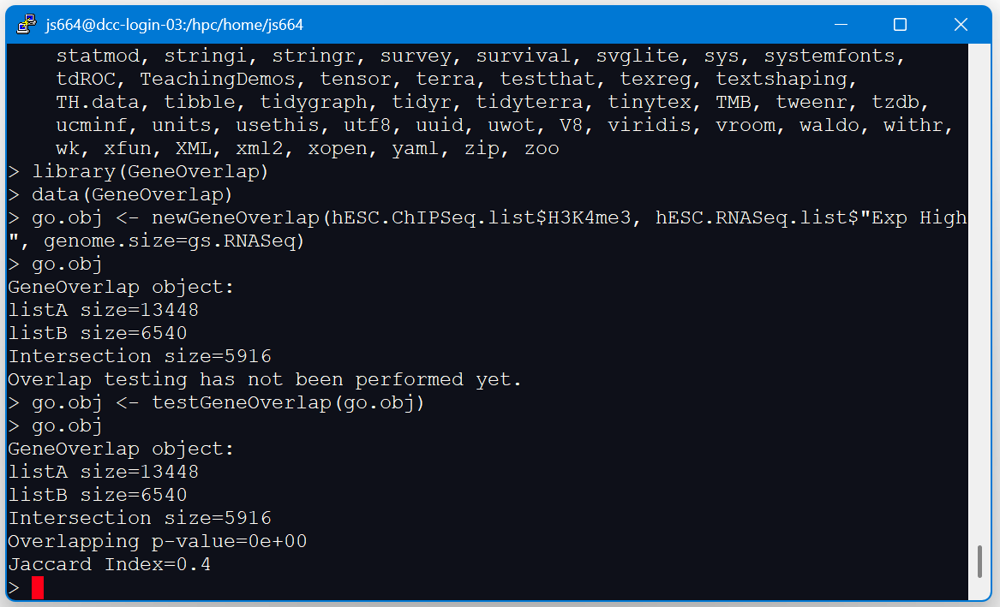 js664@dcc-login-03:/hpc/home/js664
statmod, stringi, stringr, survey, survival, svglite, sys, systemfonts,
tdROC, TeachingDemos, tensor, terra, testthat, texreg, textshaping,
TH.data, tibble, tidygraph, tidyr, tidyterra, tinytex, TMB, tweenr, tzdb,
ucminf, units, usethis, utf8, uuid, uwot, V8, viridis, vroom, waldo, withr,
wk, xfun, XML, xml2, xopen, yaml, zip, zoo
> library(GeneOverlap)
> data(GeneOverlap)
> go.obj <- newGeneOverlap(hESC.ChIPSeq.list$H3K4me3, hESC.RNASeq.list$"Exp High
", genome.size=gs.RNASeq)
> go.obj
GeneOverlap object:
listA size=13448
listB size=6540
Intersection size=5916
Overlap testing has not been performed yet.
> go.obj <- testGeneOverlap(go.obj)
> go.obj
GeneOverlap object:
listA size=13448
listB size=6540
Intersection size=5916
Overlapping p-value=0e+00
Jaccard Index=0.4
>